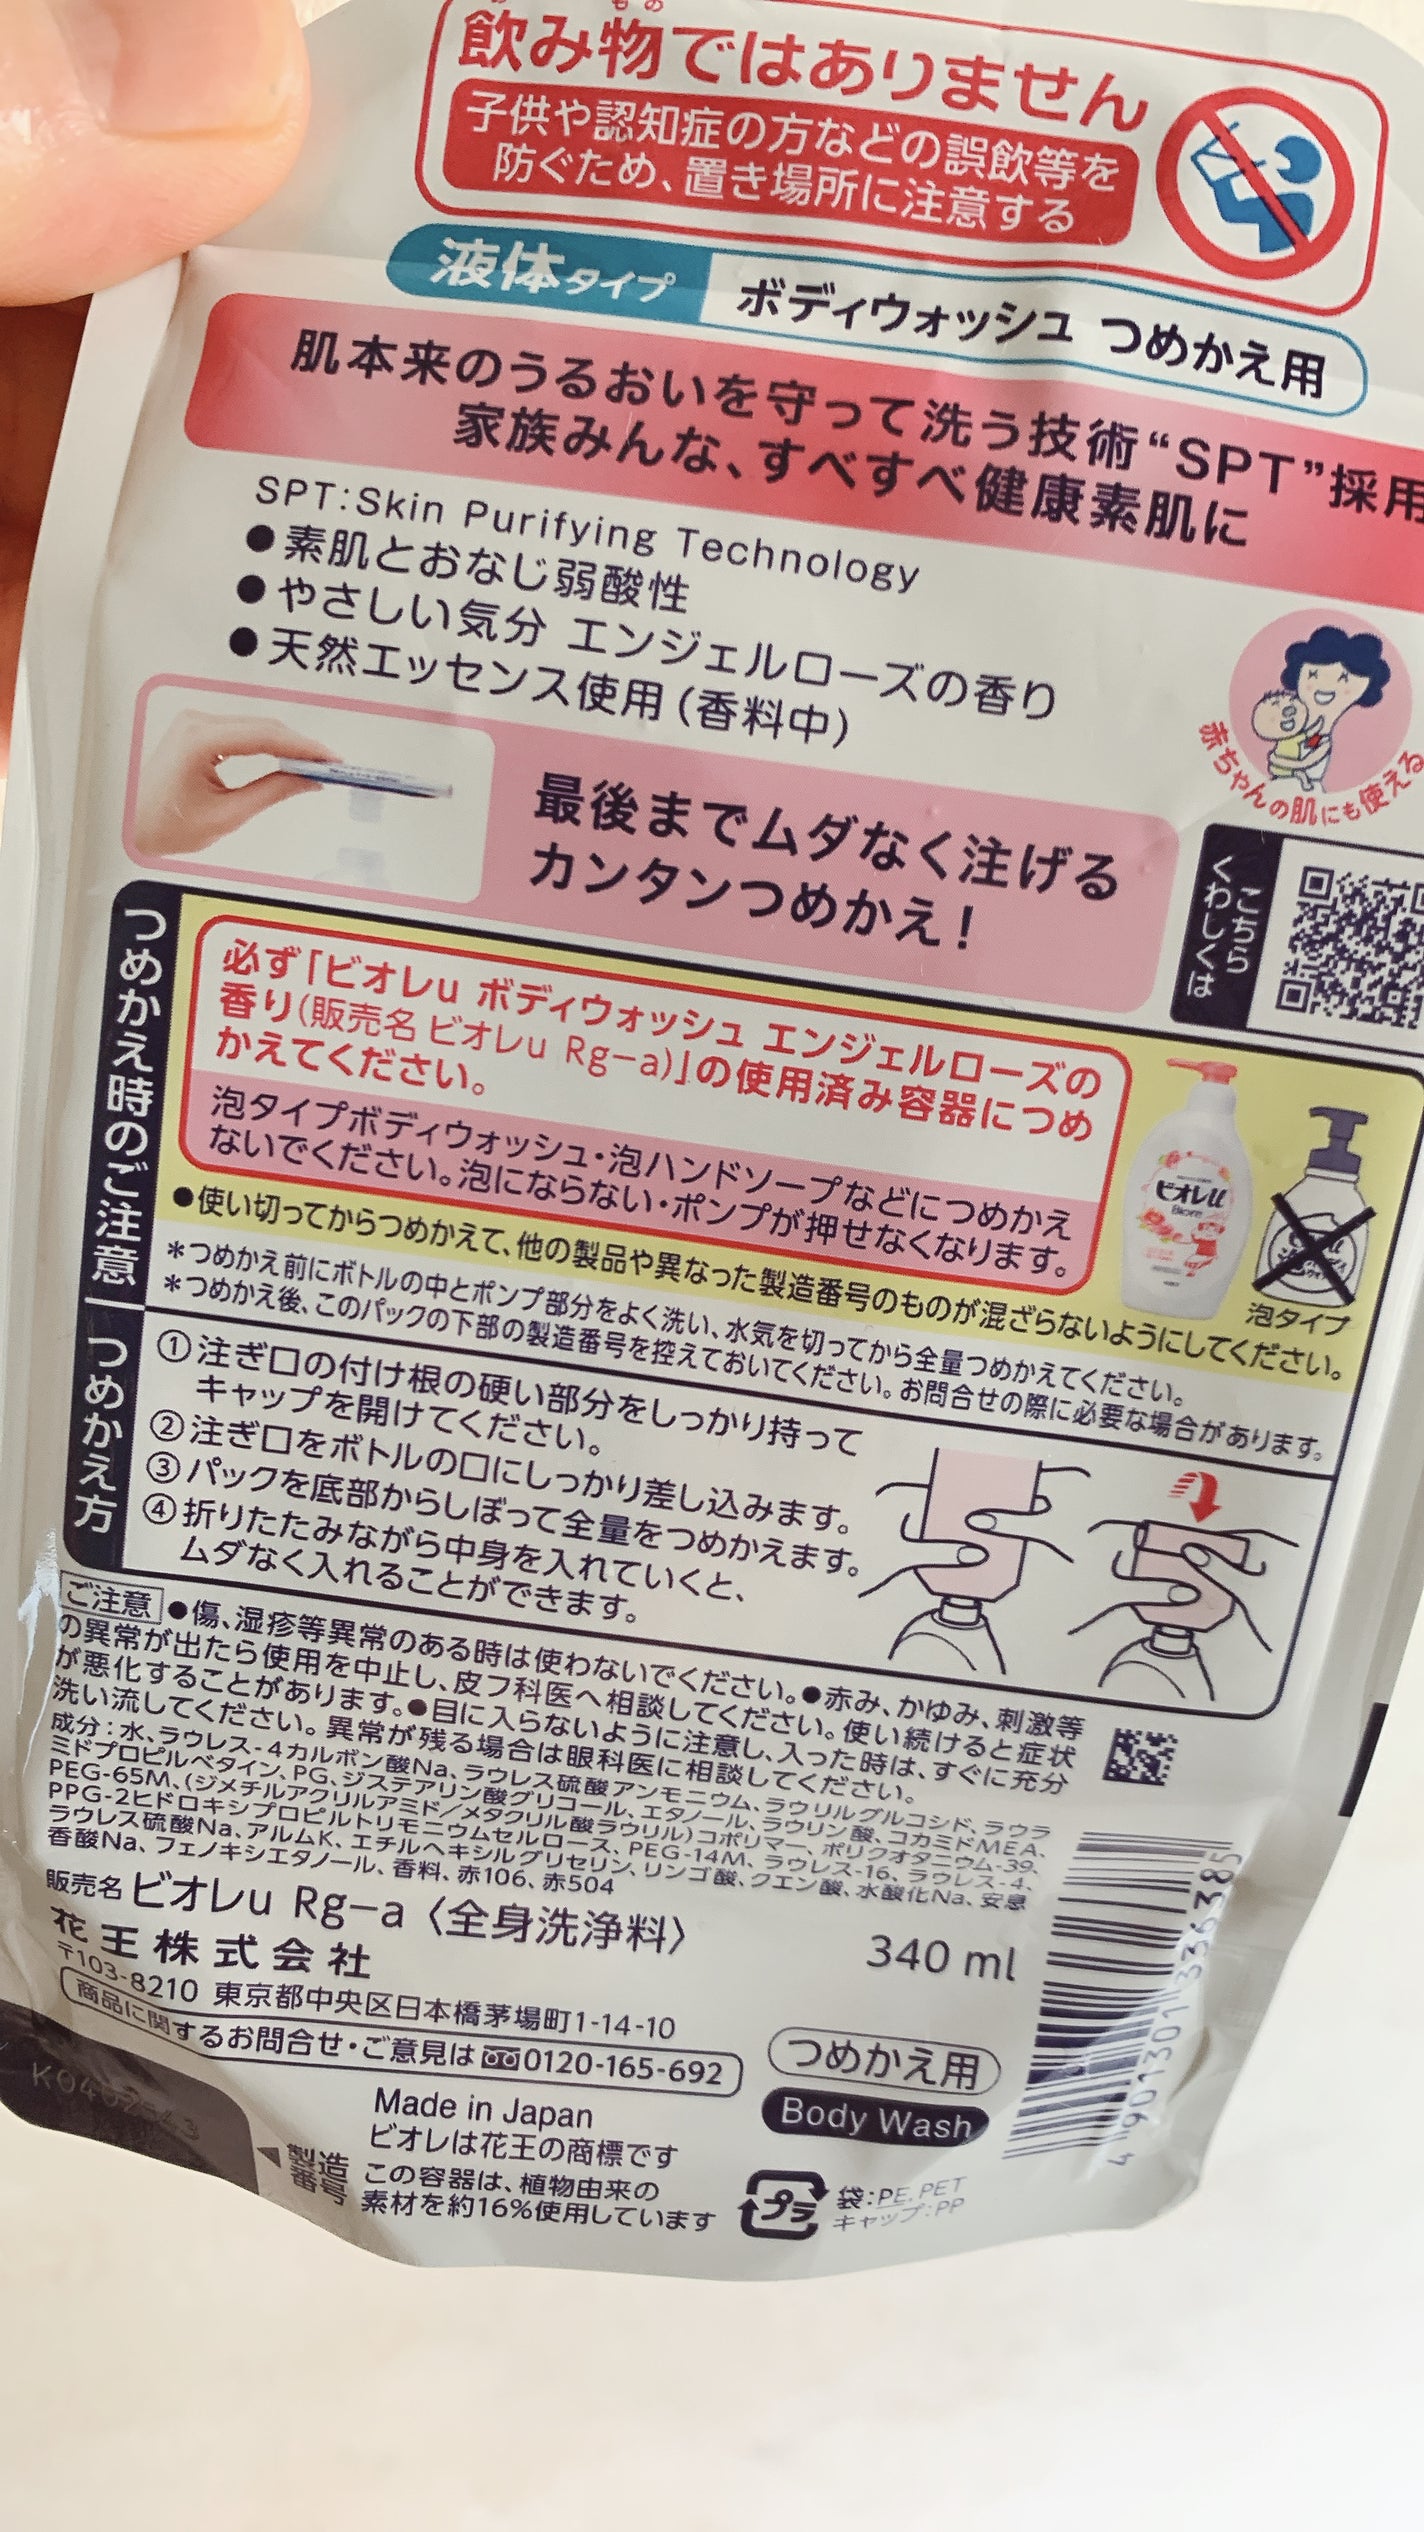 飲み物ではありません
子供や認知症の方などの誤飲等を
防ぐため、置き場所に注意する
液体タイプ ボディウォッシュ つめかえ用
肌本来のうるおいを守って洗う技術“SPT”採用
家族みんな、すべすべ健康素肌に
SPT:Skin Purifying Technology
●素肌とおなじ弱酸性
●やさしい気分 エンジェルローズの香り
●天然エッセンス使用(香料中)
赤ちゃんの肌にも使える
最後までムダなく注げる
カンタンつめかえ!
くわしくは
こちら
つめかえ時のご注意
必ず「ビオレu ボディウォッシュ エンジェルローズの
香り(販売名 ビオレu Rg−a)」の使用済み容器につめ
かえてください。
泡タイプボディウォッシュ・泡ハンドソープなどにつめかえ
ないでください。泡にならない・ポンプが押せなくなります。
ビオレu
Bioré
泡タイプ
●使い切ってからつめかえて、他の製品や異なった製造番号のものが混ざらないようにしてください。
＊つめかえ前にボトルの中とポンプ部分をよく洗い、水気を切ってから全量つめかえてください。
＊つめかえ後、このパックの下部の製造番号を控えておいてください。お問合せの際に必要な場合があります。
つめかえ方
①注ぎ口の付け根の硬い部分をしっかり持って
キャップを開けてください。
②注ぎ口をボトルの口にしっかり差し込みます。
③パックを底部からしぼって全量をつめかえます。
④折りたたみながら中身を入れていくと、
ムダなく入れることができます。
ご注意 ●傷、湿疹等異常のある時は使わないでください。●赤み、かゆみ、刺激等
の異常が出たら使用を中止し、皮フ科医へ相談してください。使い続けると症状
が悪化することがあります。●目に入らないように注意し、入った時は、すぐに充分
洗い流してください。異常が残る場合は眼科医に相談してください。
成分：水、ラウレス-4カルボン酸Na、ラウレス硫酸アンモニウム、ラウリルグルコシド、ラウラ
ミドプロピルベタイン、PG、ジステアリン酸グリコール、エタノール、ラウリン酸、コカミドMEA、
PEG-65M、(ジメチルアクリルアミド/メタクリル酸ラウリル)コポリマー、ポリクオタニウム-39、
PPG-2ヒドロキシプロピルトリモニウムセルロース、PEG-14M、ラウレス-16、ラウレス-4、
ラウレス硫酸Na、アルムK、エチルヘキシルグリセリン、リンゴ酸、クエン酸、水酸化Na、安息
香酸Na、フェノキシエタノール、香料、赤106、赤504
販売名 ビオレu Rg−a〈全身洗浄料〉
340 ml
花王株式会社
〒103-8210 東京都中央区日本橋茅場町1-14-10
商品に関するお問合せ・ご意見は 0120-165-692
つめかえ用
Body Wash
Made in Japan
ビオレは花王の商標です
製造
番号
この容器は、植物由来の
素材を約16%使用しています
プラ
袋：PE, PET
キャップ：PP
4 901301 336385